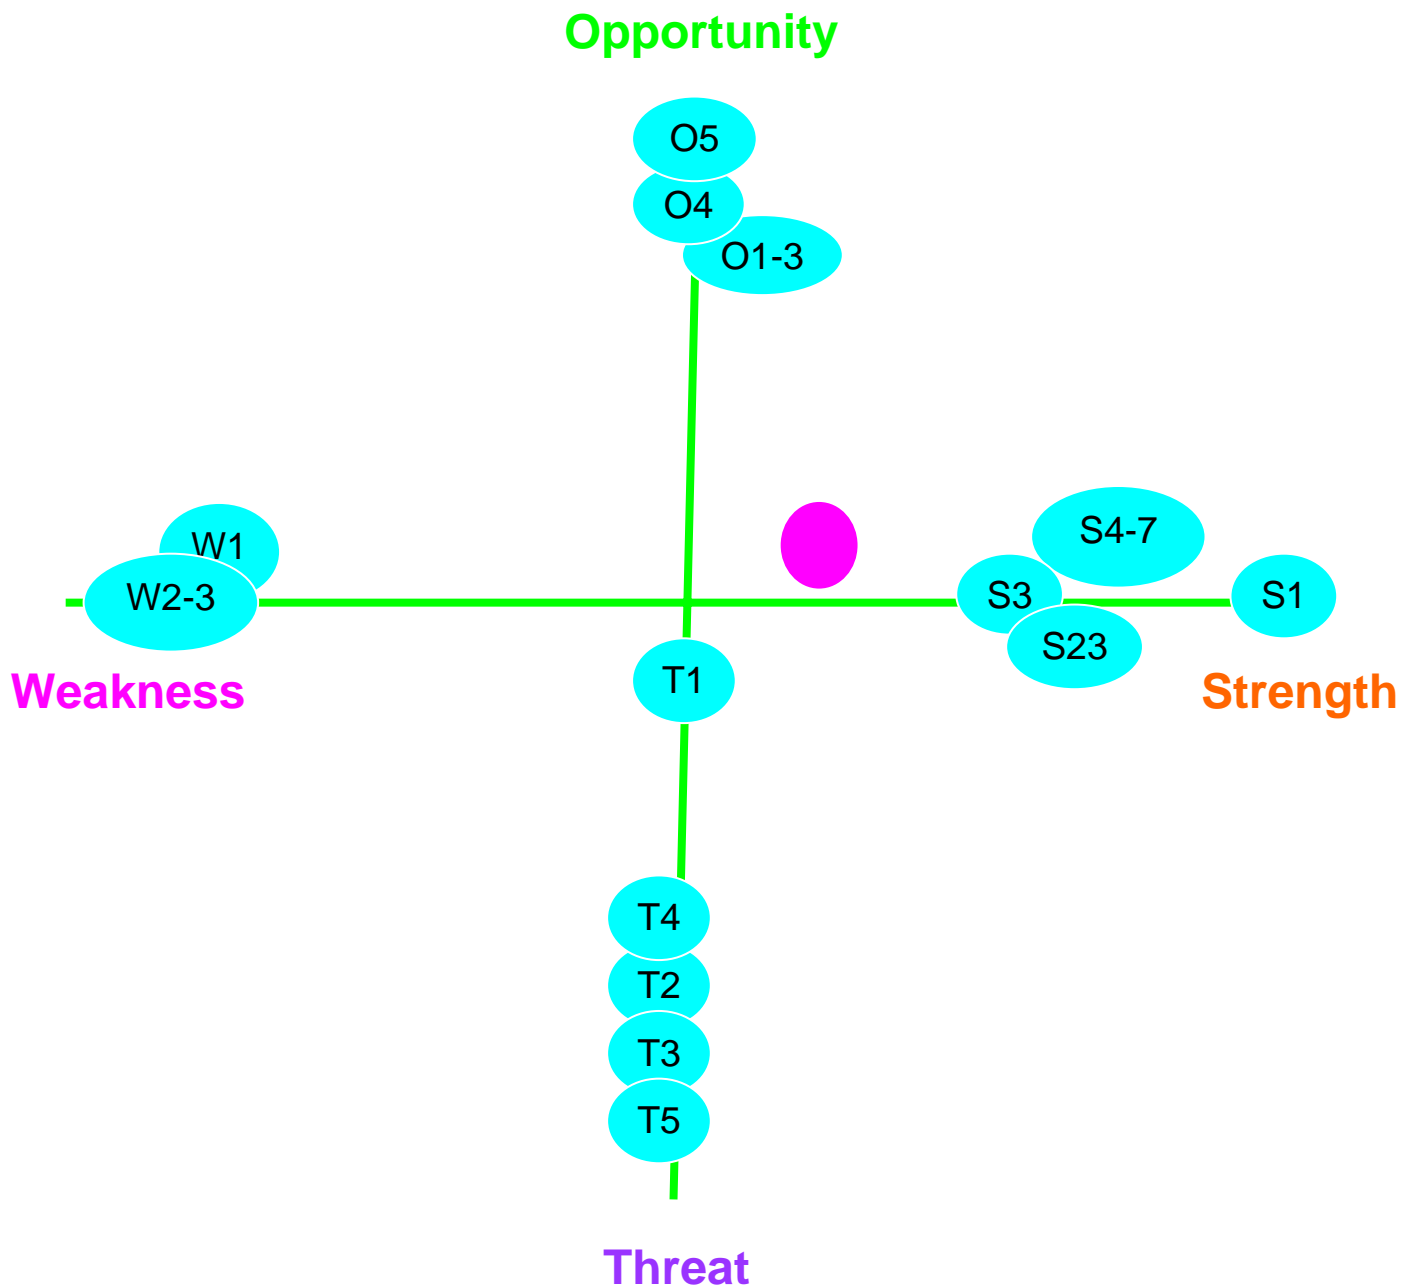 Opportunity
O5
O4
O1-3
S4-7
W1
W2-3
S3
S1
S23
T1
Weakness
Strength
T4
T2
T3
T5
Threat